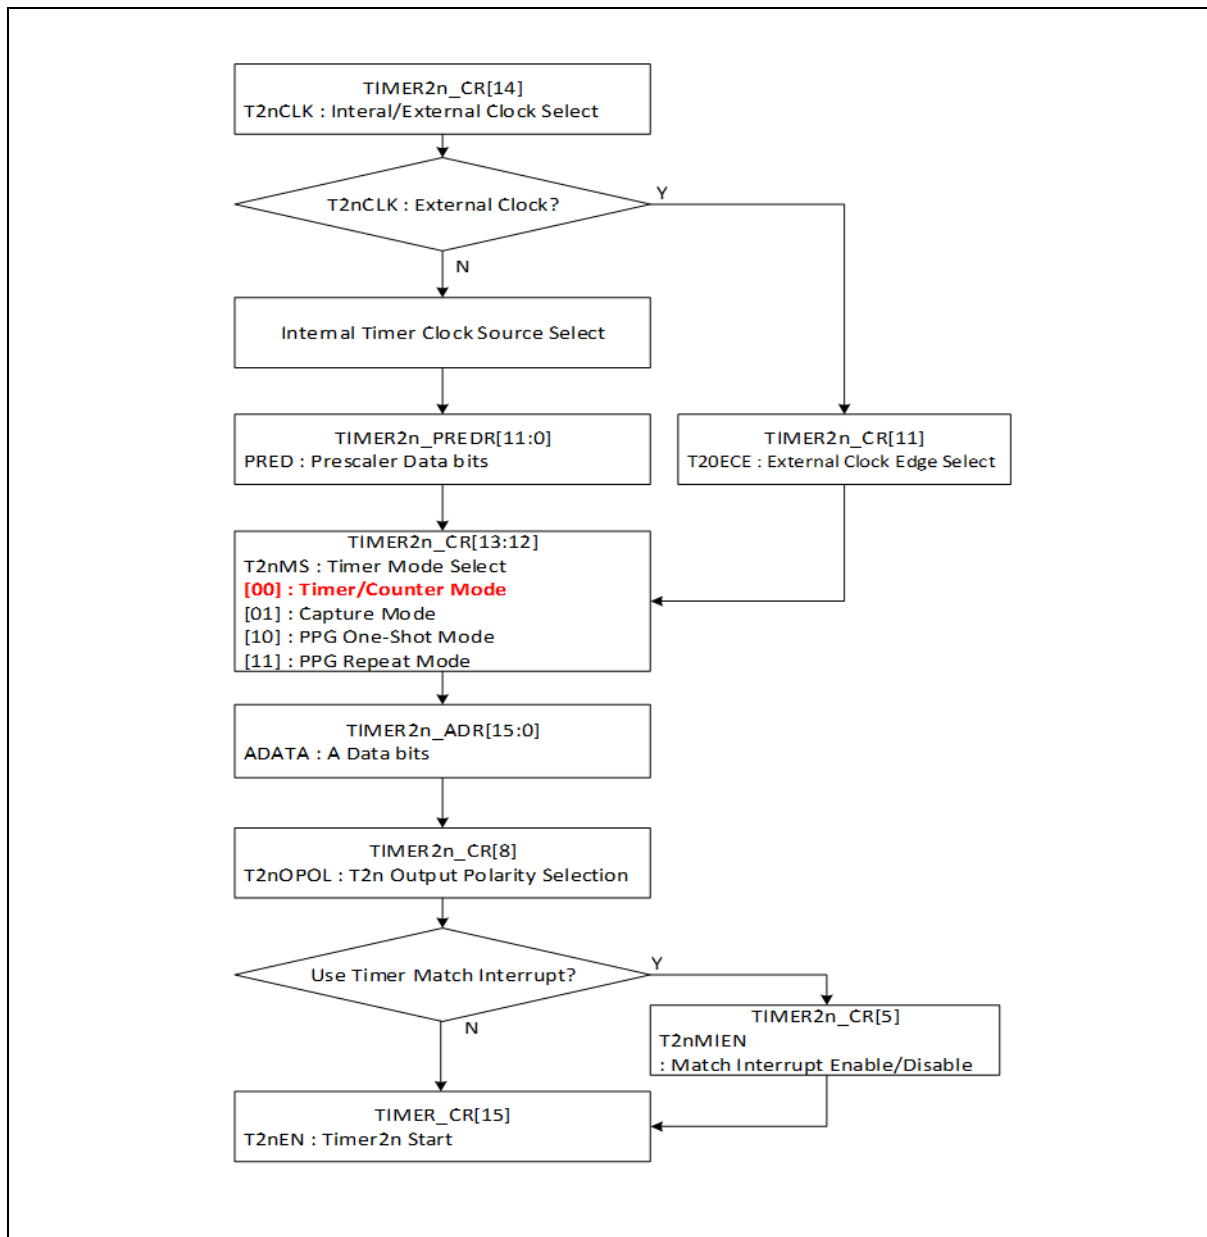 TIMER2n_CR[14]
T2nCLK : Interal/External Clock Select
T2nCLK : External Clock?
Y
N
Internal Timer Clock Source Select
TIMER2n_PREDR[11:0]
PRED : Prescaler Data bits
TIMER2n_CR[11]
T20ECE : External Clock Edge Select
TIMER2n_CR[13:12]
T2nMS : Timer Mode Select
[00] : Timer/Counter Mode
[01] : Capture Mode
[10] : PPG One-Shot Mode
[11] : PPG Repeat Mode
TIMER2n_ADR[15:0]
ADATA : A Data bits
TIMER2n_CR[8]
T2nOPOL : T2n Output Polarity Selection
Use Timer Match Interrupt?
Y
N
TIMER2n_CR[5]
T2nMIEN
: Match Interrupt Enable/Disable
TIMER_CR[15]
T2nEN : Timer2n Start